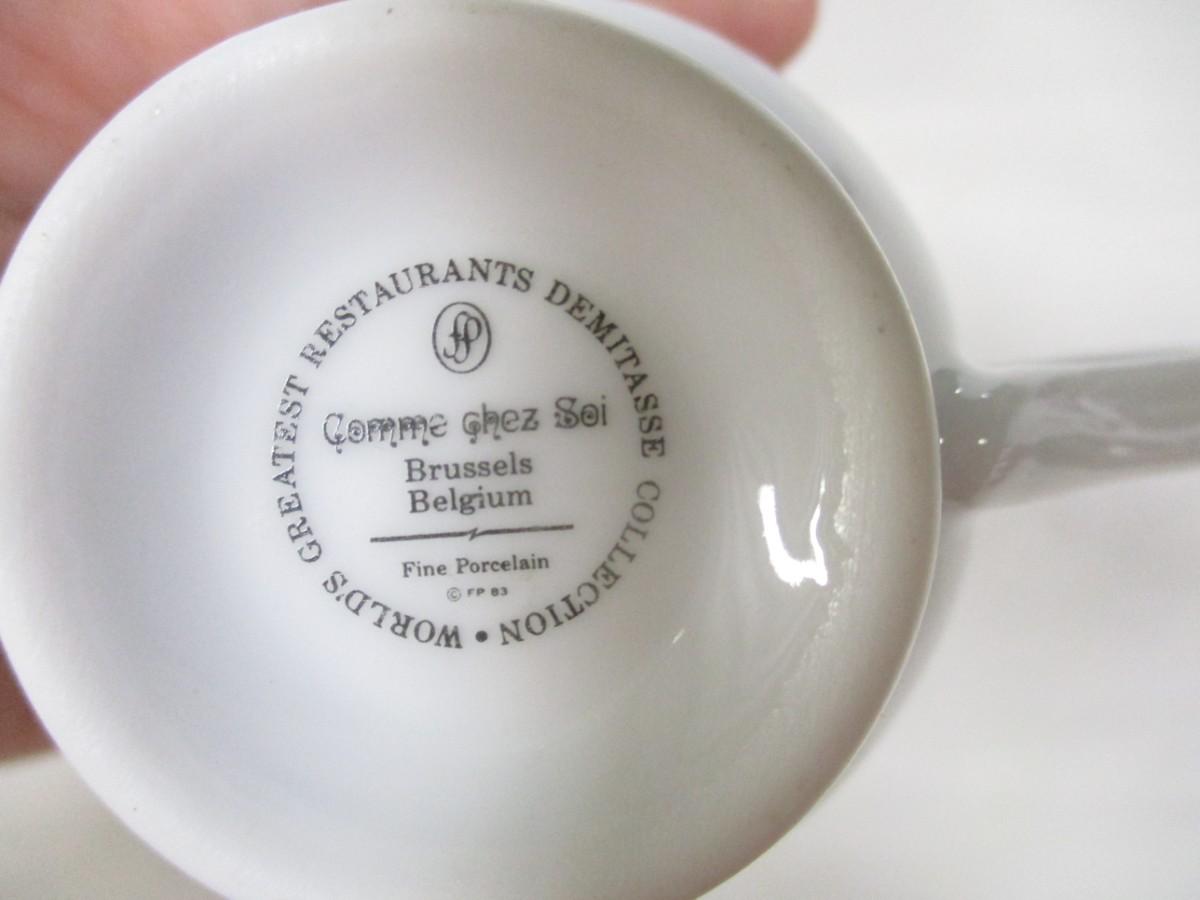 WORLD'S GREATEST RESTAURANTS DEMITASSE COLLECTION •
FP
Comme chez Soi
Brussels
Belgium
Fine Porcelain
© FP 83